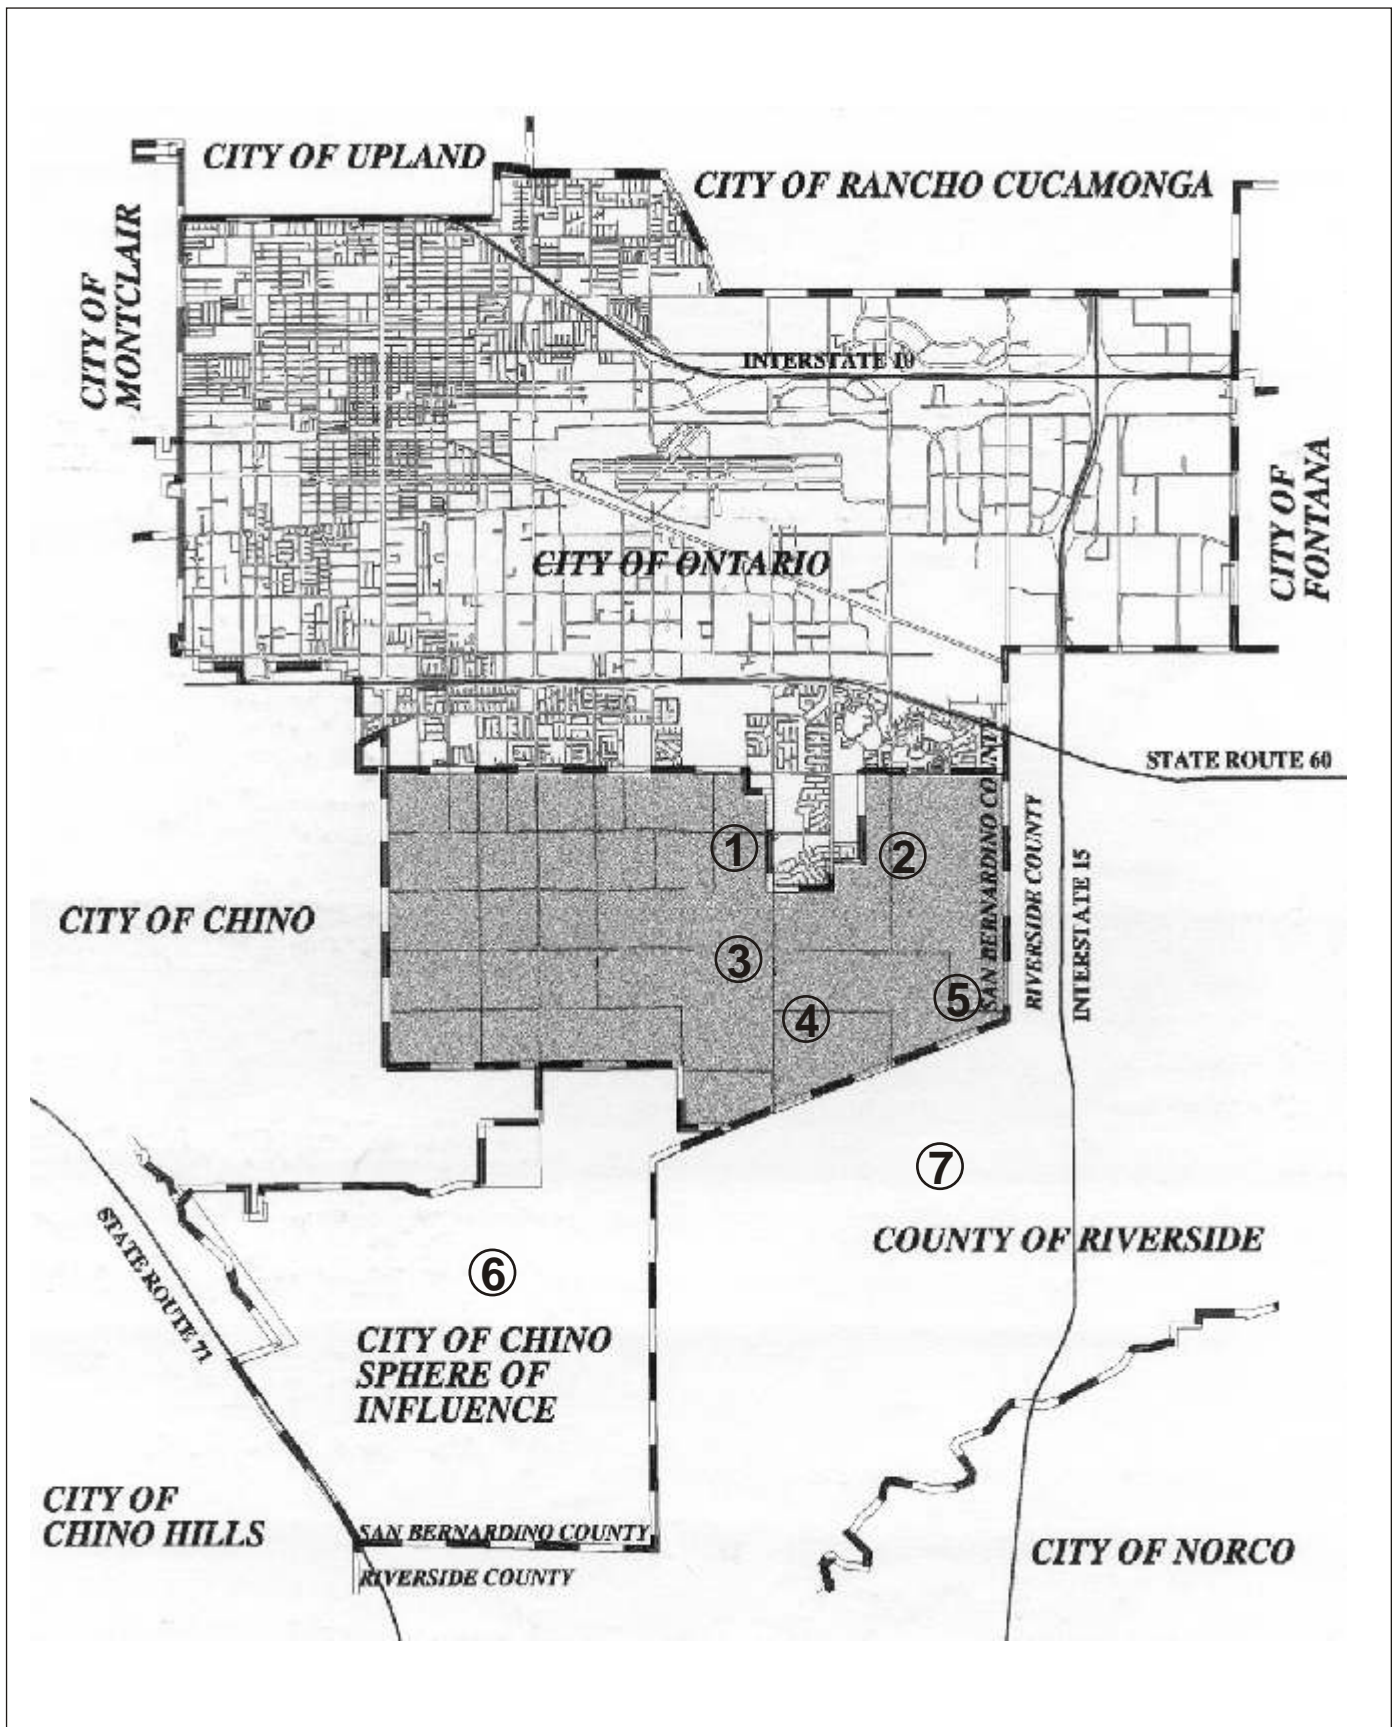 CITY OF UPLAND
CITY OF RANCHO CUCAMONGA
CITY OF
MONTCLAIR
INTERSTATE 10
CITY OF
FONTANA
CITY OF ONTARIO
STATE ROUTE 60
SAN BERNARDINO COUNTY
RIVERSIDE COUNTY
INTERSTATE 15
1
2
CITY OF CHINO
3
5
4
7
STATE ROUTE 71
COUNTY OF RIVERSIDE
6
CITY OF CHINO
SPHERE OF
INFLUENCE
CITY OF
CHINO HILLS
SAN BERNARDINO COUNTY
RIVERSIDE COUNTY
CITY OF NORCO